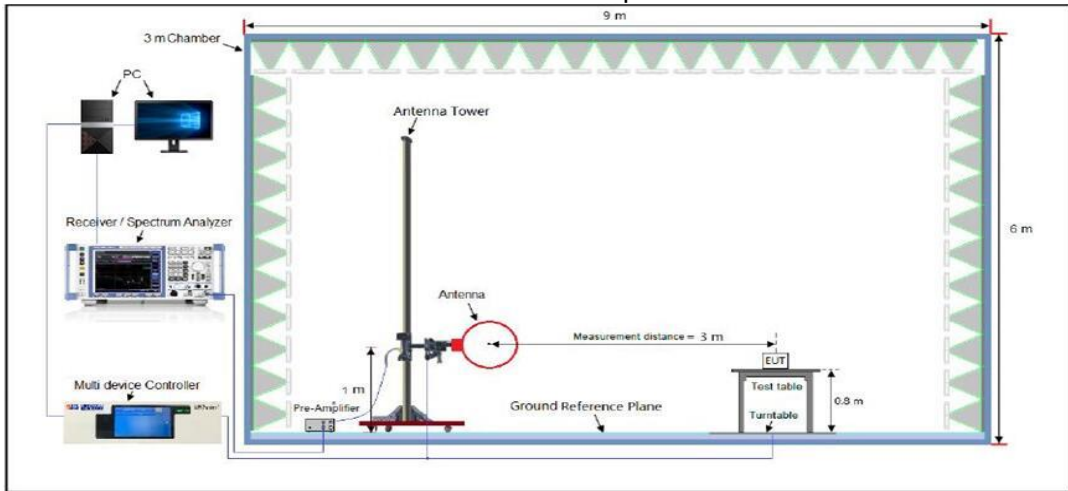 9 m
3 m Chamber
PC
Antenna Tower
Receiver / Spectrum Analyzer
6 m
Antenna
Measurement distance = 3 m
EUT
Multi device Controller
1 m
Test table
0.8 m
Pre-Amplifier
Ground Reference Plane
Turntable